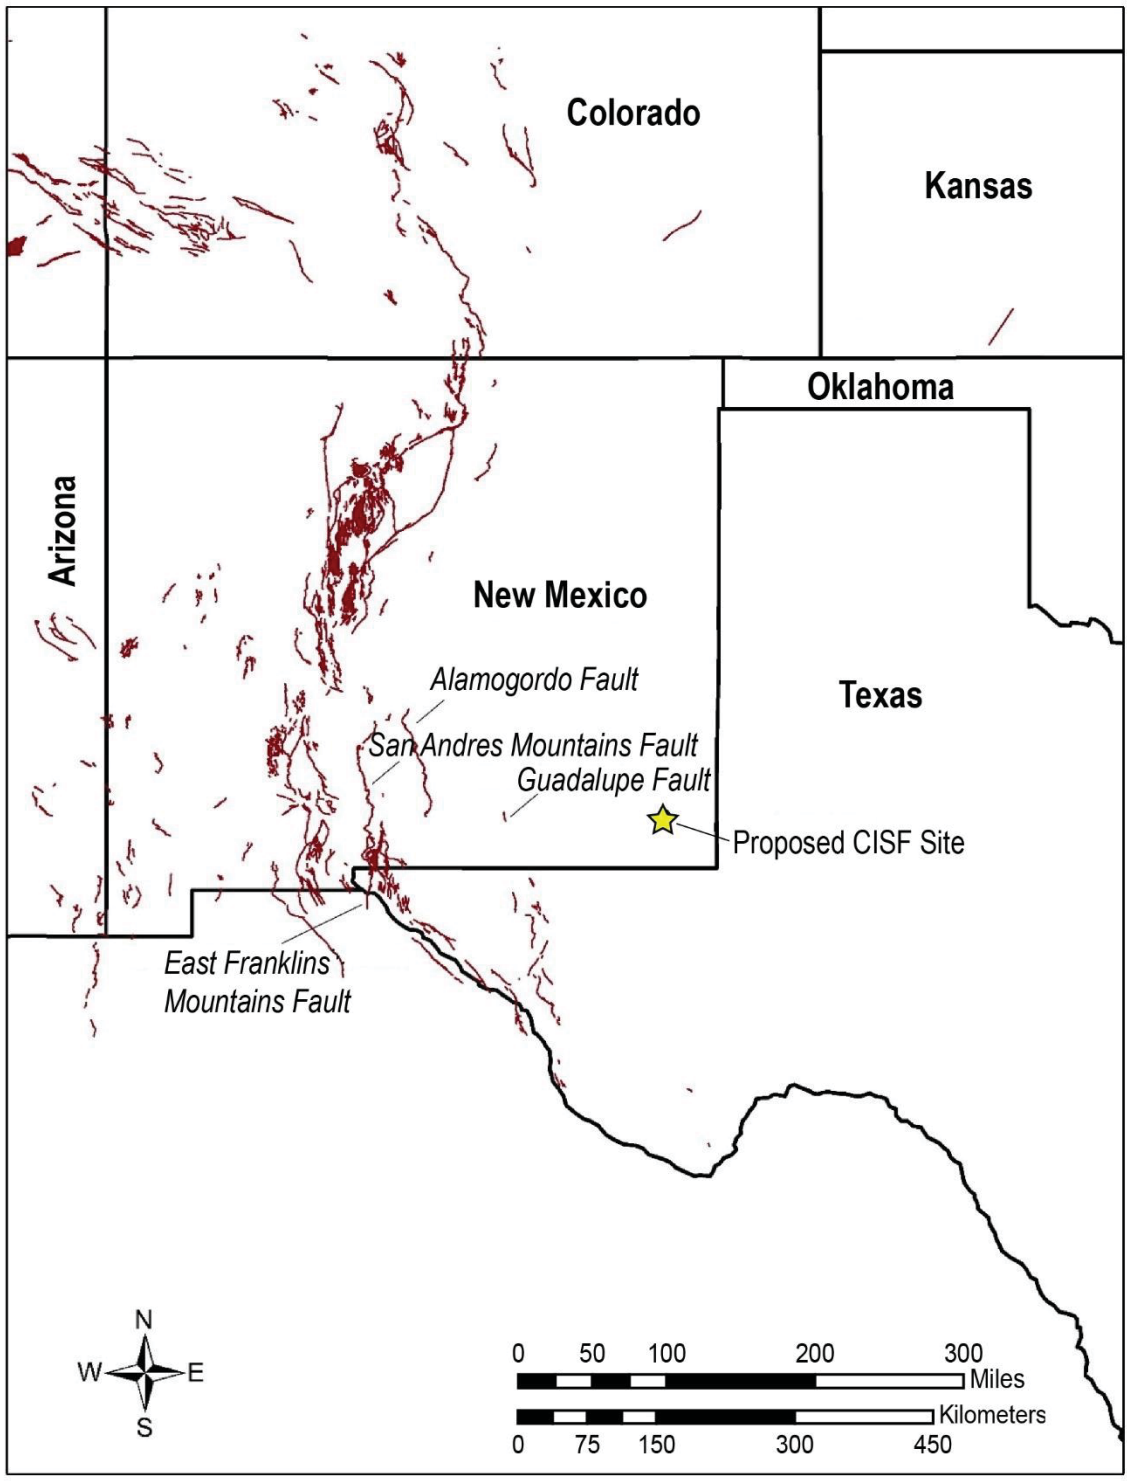 Colorado
Kansas
Oklahoma
Arizona
New Mexico
Alamogordo Fault
Texas
San Andres Mountains Fault
Guadalupe Fault
Proposed CISF Site
East Franklins
Mountains Fault
N
W E
S
0 50 100 200 300
Miles
Kilometers
0 75 150 300 450